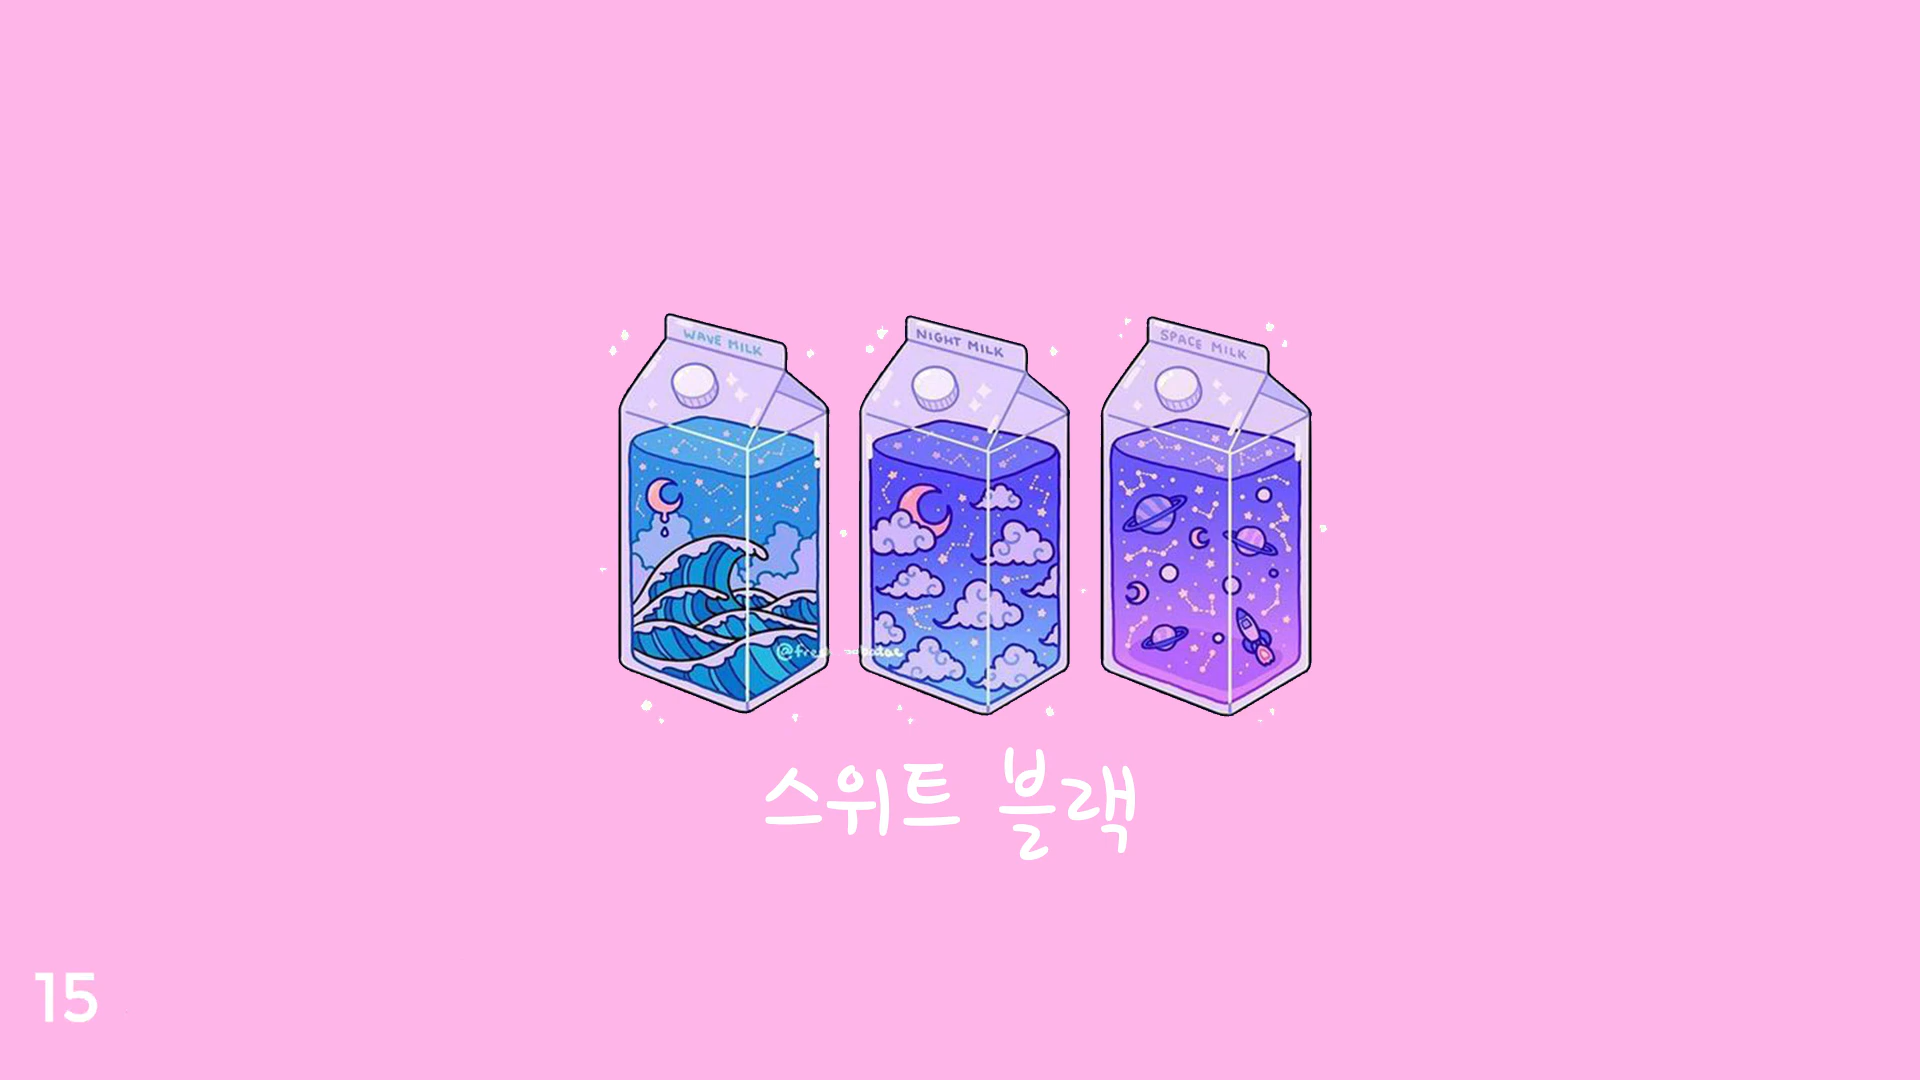 WAVE MILK
NIGHT MILK
SPACE MILK
스위트 블랙
15